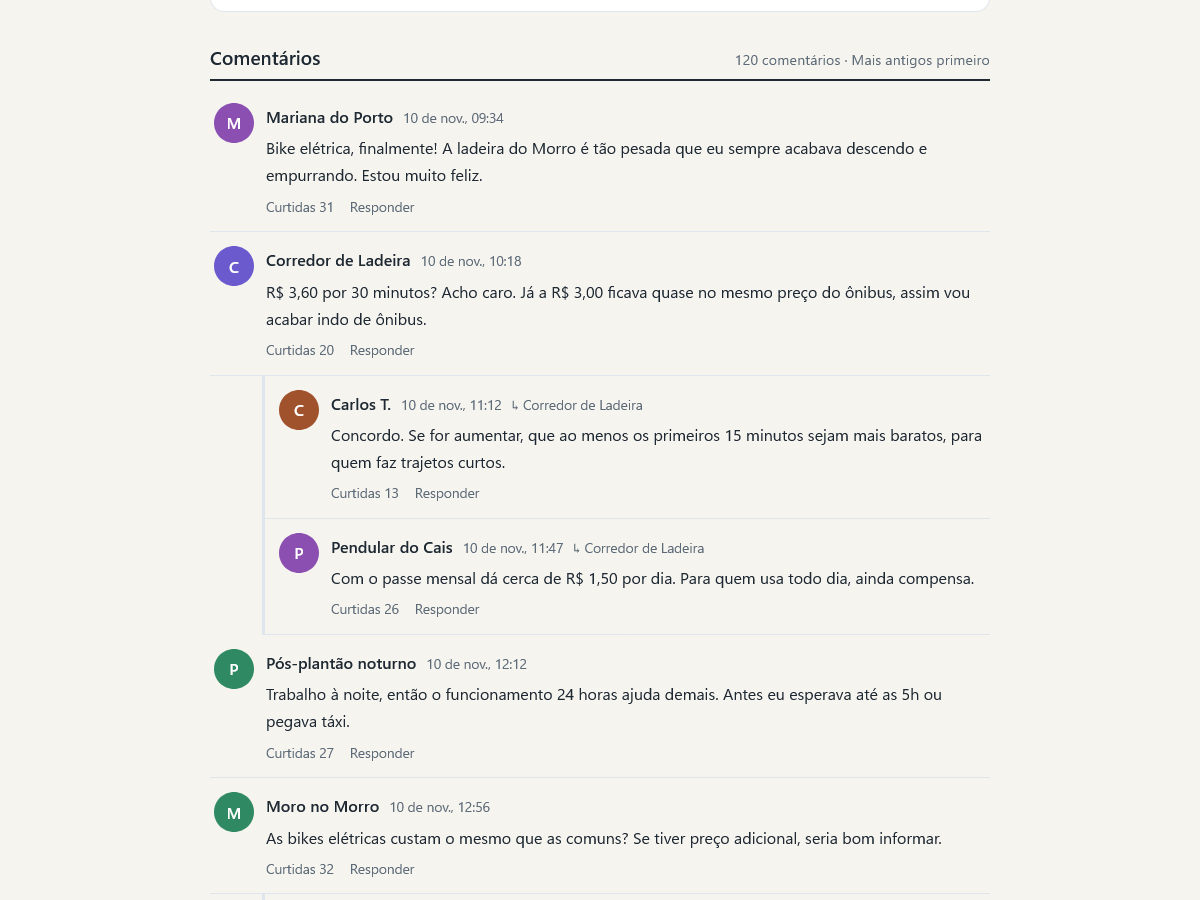 Comentários
120 comentários · Mais antigos primeiro
M
Mariana do Porto 10 de nov., 09:34
Bike elétrica, finalmente! A ladeira do Morro é tão pesada que eu sempre acabava descendo e
empurrando. Estou muito feliz.
Curtidas 31 Responder
C
Corredor de Ladeira 10 de nov., 10:18
R$ 3,60 por 30 minutos? Acho caro. Já a R$ 3,00 ficava quase no mesmo preço do ônibus, assim vou
acabar indo de ônibus.
Curtidas 20 Responder
C
Carlos T. 10 de nov., 11:12 ↳ Corredor de Ladeira
Concordo. Se for aumentar, que ao menos os primeiros 15 minutos sejam mais baratos, para
quem faz trajetos curtos.
Curtidas 13 Responder
P
Pendular do Cais 10 de nov., 11:47 ↳ Corredor de Ladeira
Com o passe mensal dá cerca de R$ 1,50 por dia. Para quem usa todo dia, ainda compensa.
Curtidas 26 Responder
P
Pós-plantão noturno 10 de nov., 12:12
Trabalho à noite, então o funcionamento 24 horas ajuda demais. Antes eu esperava até as 5h ou
pegava táxi.
Curtidas 27 Responder
M
Moro no Morro 10 de nov., 12:56
As bikes elétricas custam o mesmo que as comuns? Se tiver preço adicional, seria bom informar.
Curtidas 32 Responder